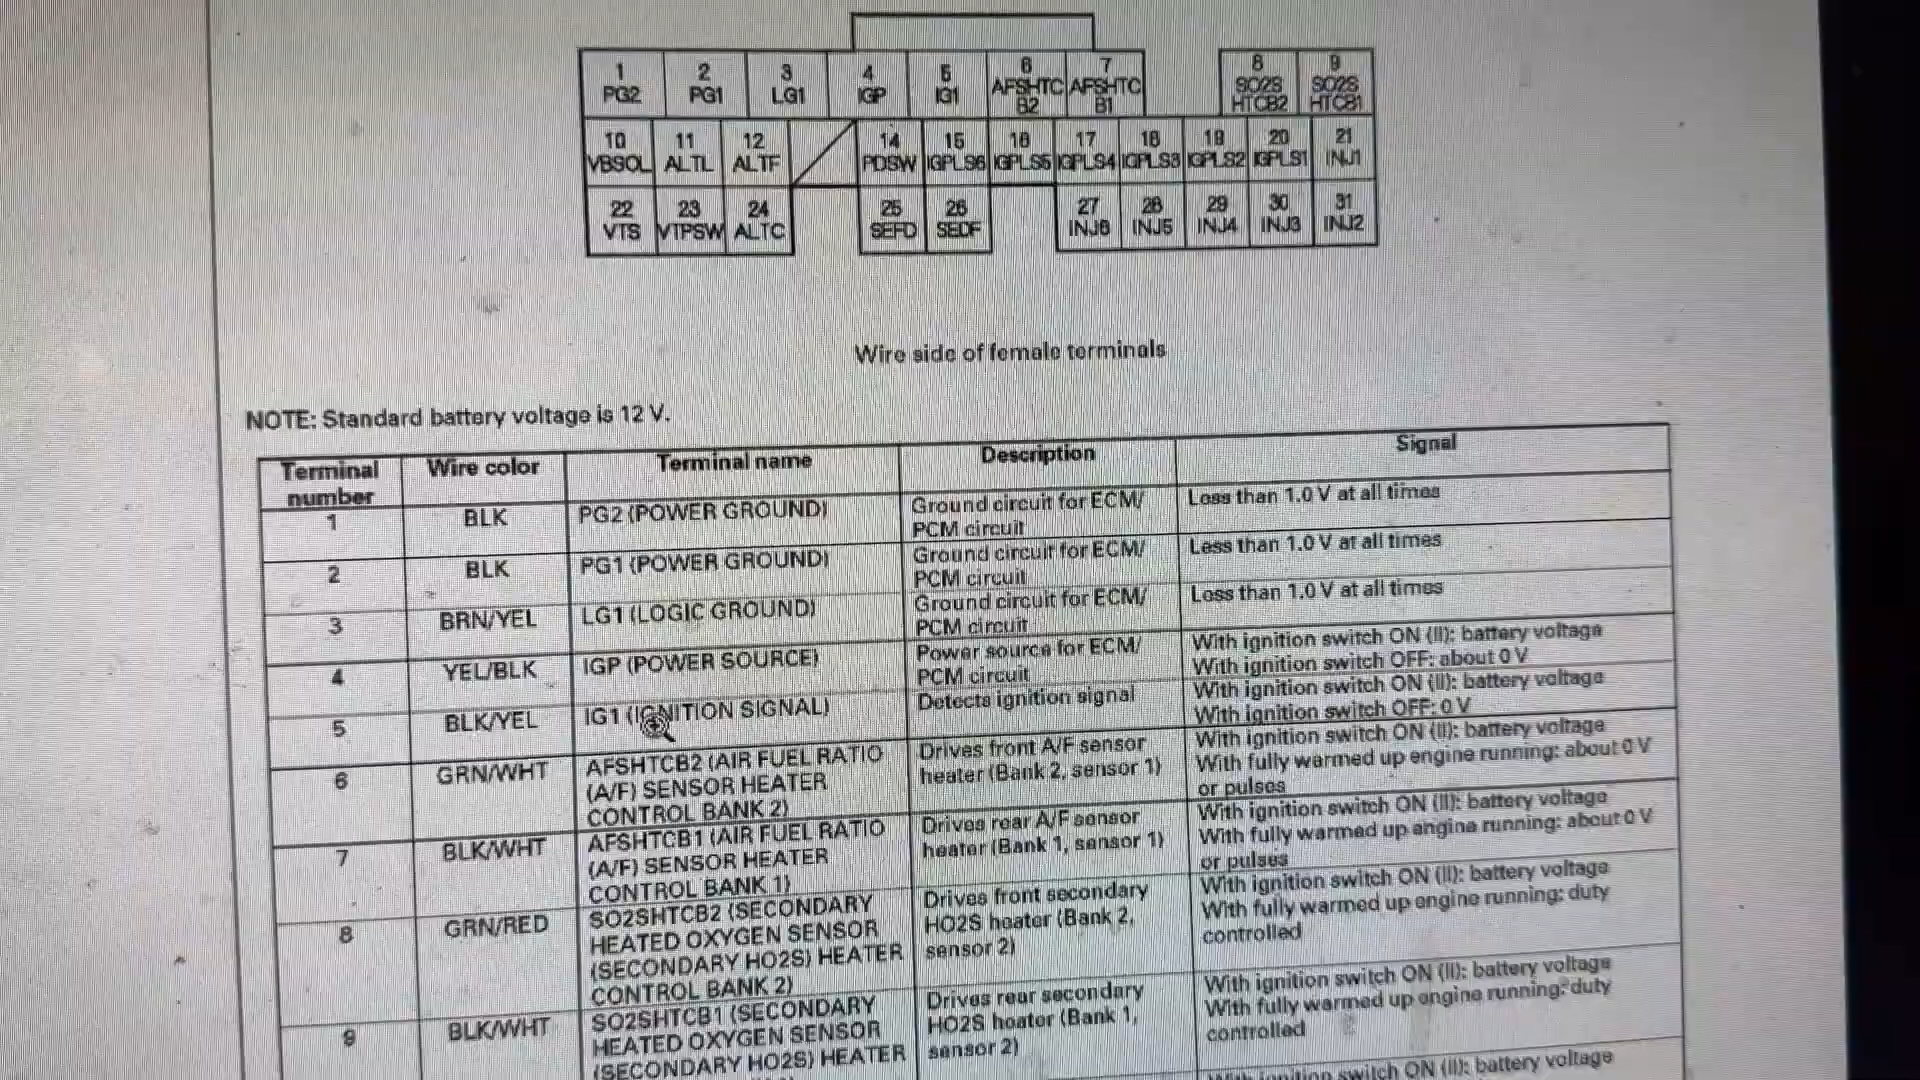 1 2 3 4 5 6 7 8 9
PG2 PG1 LG1 IGP IG1 AFSHTC B2 AFSHTC B1 SO2S HTCB2 SO2S HTCB1
10 11 12 14 15 16 17 18 19 20 21
VBSOL ALTL ALTF PDSW IGPLS6 IGPLS5 IGPLS4 IGPLS3 IGPLS2 IGPLS1 INJ1
22 23 24 25 26 27 28 29 30 31
VTS VTPSW ALTC SEFD SEDF INJ6 INJ5 INJ4 INJ3 INJ2
Wire side of female terminals
NOTE: Standard battery voltage is 12 V.
Terminal number
Wire color
Terminal name
Description
Signal
1
BLK
PG2 (POWER GROUND)
Ground circuit for ECM/
PCM circuit
Less than 1.0 V at all times
2
BLK
PG1 (POWER GROUND)
Ground circuit for ECM/
PCM circuit
Less than 1.0 V at all times
3
BRN/YEL
LG1 (LOGIC GROUND)
Ground circuit for ECM/
PCM circuit
Less than 1.0 V at all times
4
YEL/BLK
IGP (POWER SOURCE)
Power source for ECM/
PCM circuit
With ignition switch ON (II): battery voltage
With ignition switch OFF: about 0 V
5
BLK/YEL
IG1 (IGNITION SIGNAL)
Detects ignition signal
With ignition switch ON (II): battery voltage
With ignition switch OFF: 0 V
6
GRN/WHT
AFSHTCB2 (AIR FUEL RATIO
(A/F) SENSOR HEATER
CONTROL BANK 2)
Drives front A/F sensor
heater (Bank 2, sensor 1)
With ignition switch ON (II): battery voltage
With fully warmed up engine running: about 0 V
or pulses
7
BLK/WHT
AFSHTCB1 (AIR FUEL RATIO
(A/F) SENSOR HEATER
CONTROL BANK 1)
Drives rear A/F sensor
heater (Bank 1, sensor 1)
With ignition switch ON (II): battery voltage
With fully warmed up engine running: about 0 V
or pulses
8
GRN/RED
SO2SHTCB2 (SECONDARY
HEATED OXYGEN SENSOR
(SECONDARY HO2S) HEATER
CONTROL BANK 2)
Drives front secondary
HO2S heater (Bank 2,
sensor 2)
With ignition switch ON (II): battery voltage
With fully warmed up engine running: duty
controlled
9
BLK/WHT
SO2SHTCB1 (SECONDARY
HEATED OXYGEN SENSOR
(SECONDARY HO2S) HEATER
Drives rear secondary
HO2S heater (Bank 1,
sensor 2)
With ignition switch ON (II): battery voltage
With fully warmed up engine running: duty
controlled
With ignition switch ON (II): battery voltage